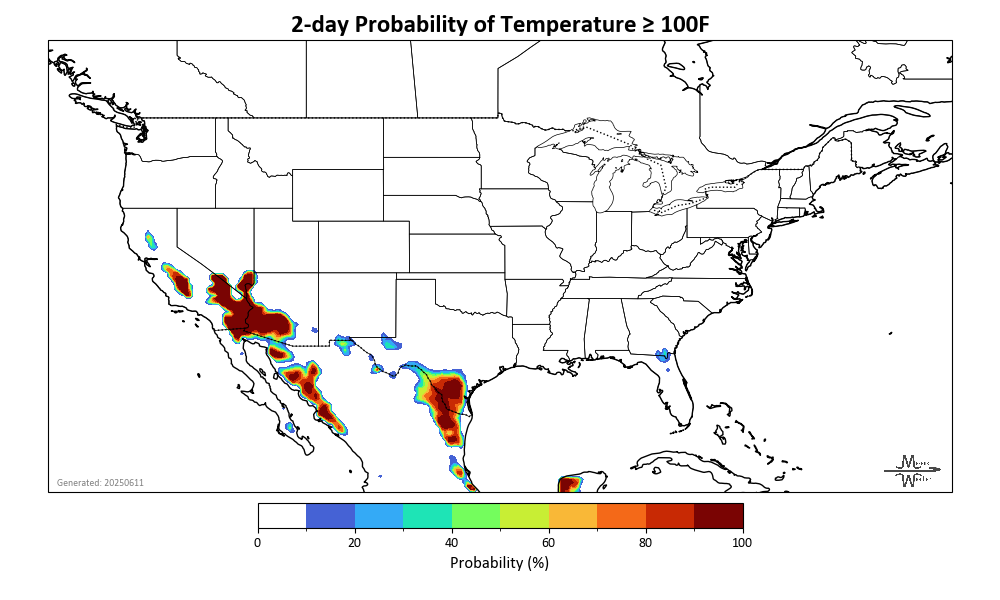 2-day Probability of Temperature ≥ 100F
Generated: 20250611
0 20 40 60 80 100
Probability (%)